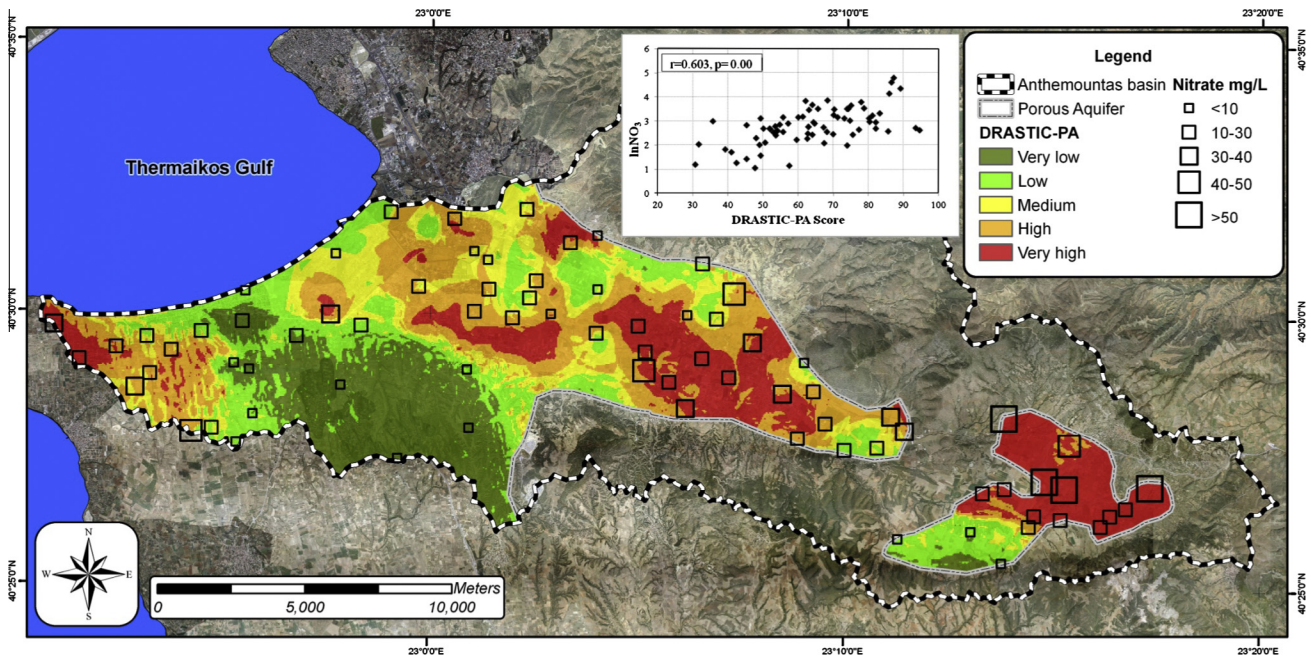 23°0'0"E
23°10'0"E
23°20'0"E
40°35'0"N
40°35'0"N
40°30'0"N
40°30'0"N
40°25'0"N
40°25'0"N
Thermaikos Gulf
r=0.603, p= 0.00
lnNO3
6
5
4
3
2
1
0
20 30 40 50 60 70 80 90 100
DRASTIC-PA Score
Legend
Anthemountas basin
Porous Aquifer
DRASTIC-PA
Very low
Low
Medium
High
Very high
Nitrate mg/L
<10
10-30
30-40
40-50
>50
N
W
E
S
Meters
0
5,000
10,000
23°0'0"E
23°10'0"E
23°20'0"E